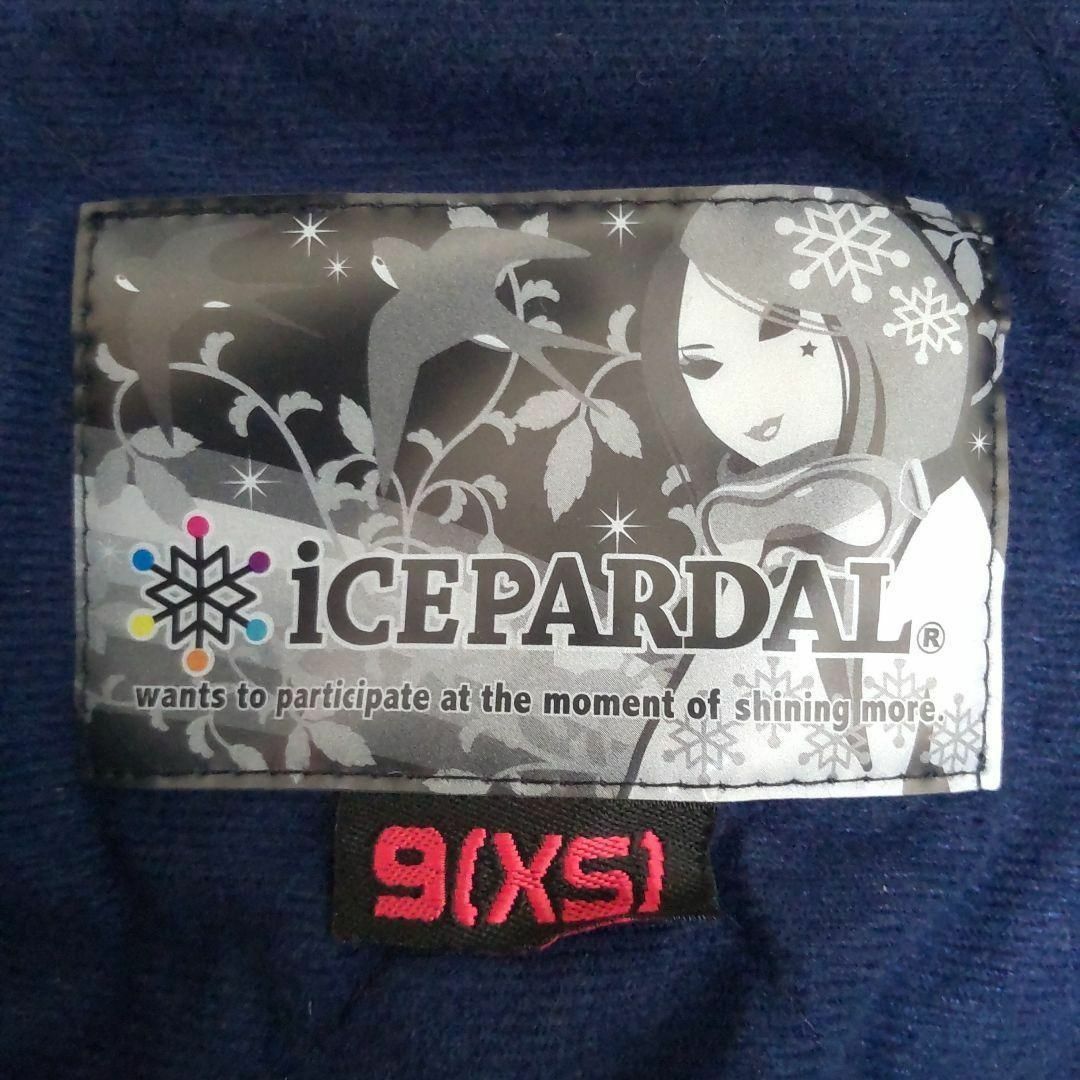 iCEPARDAL®
wants to participate at the moment of shining more.
9(XS)